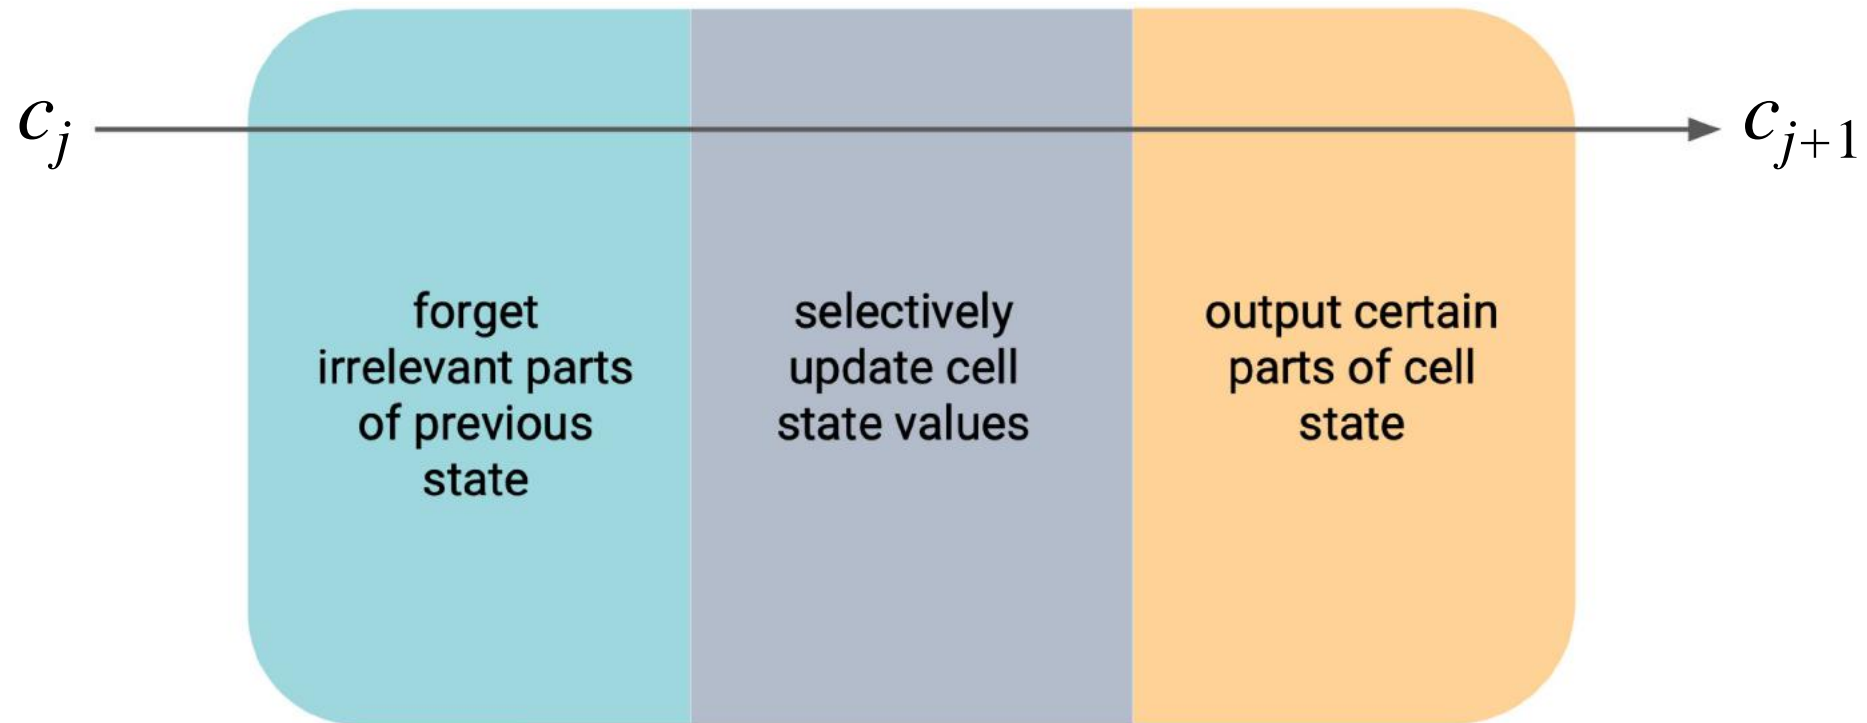 c_j
c_{j+1}
forget
irrelevant parts
of previous
state
selectively
update cell
state values
output certain
parts of cell
state